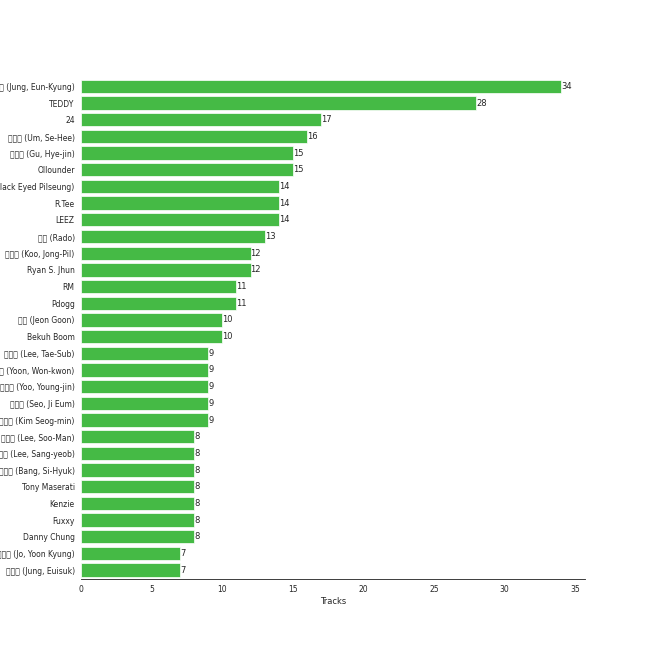 (Jung, Eun-Kyung) 34
TEDDY 28
24 17
(Um, Se-Hee) 16
(Gu, Hye-jin) 15
Ollounder 15
lack Eyed Pilseung) 14
R.Tee 14
LEEZ 14
(Rado) 13
(Koo, Jong-Pil) 12
Ryan S. Jhun 12
RM 11
Pdogg 11
(Jeon Goon) 10
Bekuh Boom 10
(Lee, Tae-Sub) 9
(Yoon, Won-kwon) 9
(Yoo, Young-jin) 9
(Seo, Ji Eum) 9
(Kim Seog-min) 9
(Lee, Soo-Man) 8
(Lee, Sang-yeob) 8
(Bang, Si-Hyuk) 8
Tony Maserati 8
Kenzie 8
Fuxxy 8
Danny Chung 8
(Jo, Yoon Kyung) 7
(Jung, Euisuk) 7
0 5 10 15 20 25 30 35
Tracks